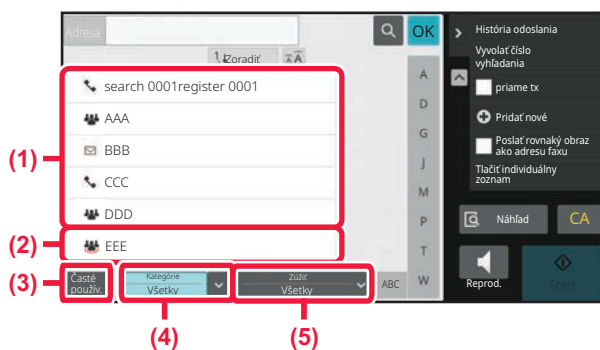 Adresa
OK
Zoradiť
search 0001register 0001
AAA
BBB
CCC
DDD
EEE
A
D
G
J
M
P
T
W
ABC
Časté
použív.
Kategórie
Všetky
Zúžiť
Všetky
História odoslania
Vyvolať číslo
vyhľadania
priame tx
Pridať nové
Poslať rovnaký obraz
ako adresu faxu
Tlačiť individuálny
zoznam
Náhľad
CA
Reprod.
Štart
(1)
(2)
(3)
(4)
(5)